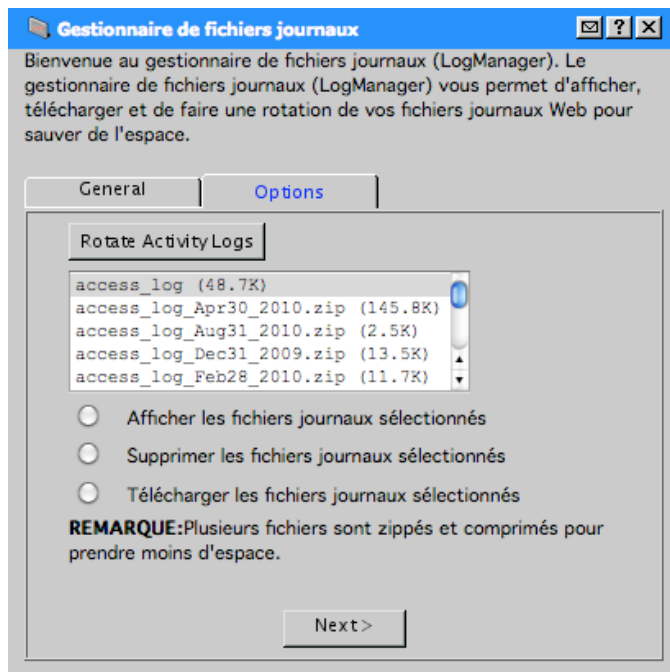 Gestionnaire de fichiers journaux
Bienvenue au gestionnaire de fichiers journaux (LogManager). Le
gestionnaire de fichiers journaux (LogManager) vous permet d'afficher,
télécharger et de faire une rotation de vos fichiers journaux Web pour
sauver de l'espace.
General Options
Rotate Activity Logs
access_log (48.7K)
access_log_Apr30_2010.zip (145.8K)
access_log_Aug31_2010.zip (2.5K)
access_log_Dec31_2009.zip (13.5K)
access_log_Feb28_2010.zip (11.7K)
Afficher les fichiers journaux sélectionnés
Supprimer les fichiers journaux sélectionnés
Télécharger les fichiers journaux sélectionnés
REMARQUE:Plusieurs fichiers sont zippés et comprimés pour
prendre moins d'espace.
Next>